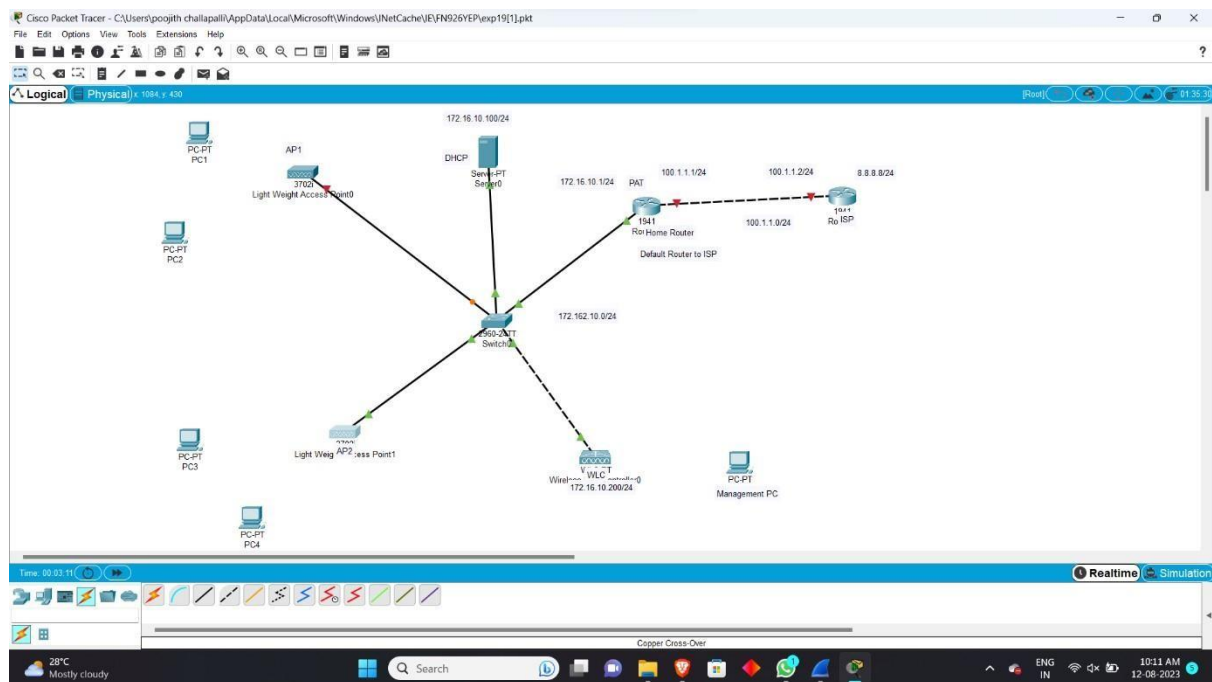 Cisco Packet Tracer - C:\Users\poojith challapalli\AppData\Local\Microsoft\Windows\INetCache\IE\FN926YEP\exp19[1].pkt
File Edit Options View Tools Extensions Help
?
Logical Physical x: 1084, y: 430 [Root] 01:35:30
172.16.10.100/24
PC-PT
PC1
AP1
3702i
Light Weight Access Point0
DHCP
Server-PT
Server0
172.16.10.1/24
PAT
100.1.1.1/24
100.1.1.2/24
8.8.8.8/24
1941
Home Router
1941
ISP
100.1.1.0/24
Default Router to ISP
PC-PT
PC2
172.162.10.0/24
2960-24TT
Switch0
PC-PT
PC3
Light Weig AP2 cess Point1
WLC
172.16.10.200/24
PC-PT
Management PC
PC-PT
PC4
Time: 00:03:11
Realtime Simulation
Copper Cross-Over
28°C
Mostly cloudy
Search
ENG
IN
10:11 AM
12-08-2023
5